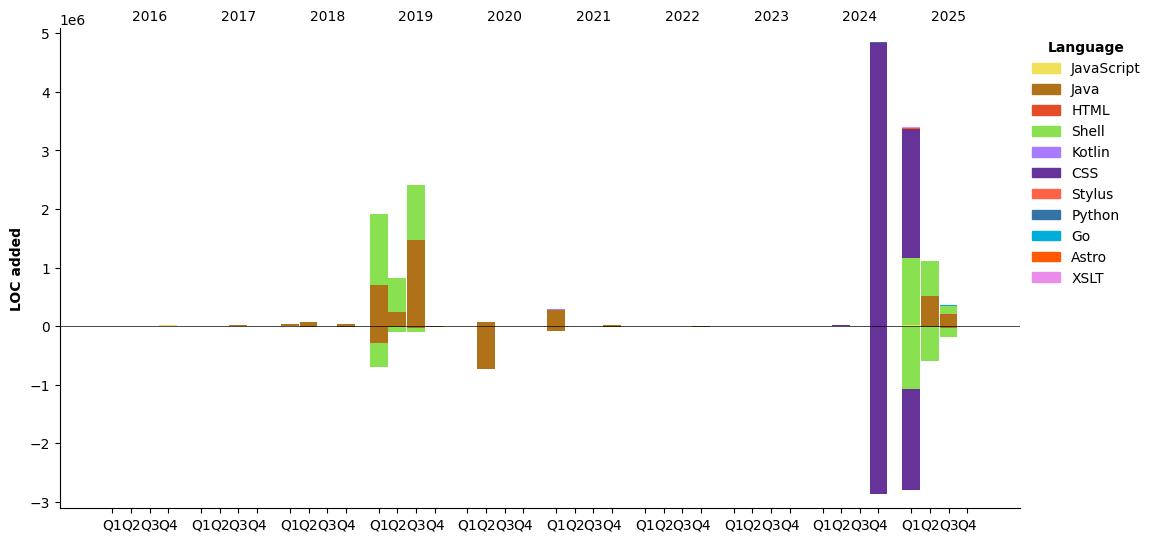 1e6
2016 2017 2018 2019 2020 2021 2022 2023 2024 2025
5
4
3
2
1
0
−1
−2
−3
LOC added
Q1Q2Q3Q4 Q1Q2Q3Q4 Q1Q2Q3Q4 Q1Q2Q3Q4 Q1Q2Q3Q4 Q1Q2Q3Q4 Q1Q2Q3Q4 Q1Q2Q3Q4 Q1Q2Q3Q4 Q1Q2Q3Q4
Language
JavaScript
Java
HTML
Shell
Kotlin
CSS
Stylus
Python
Go
Astro
XSLT